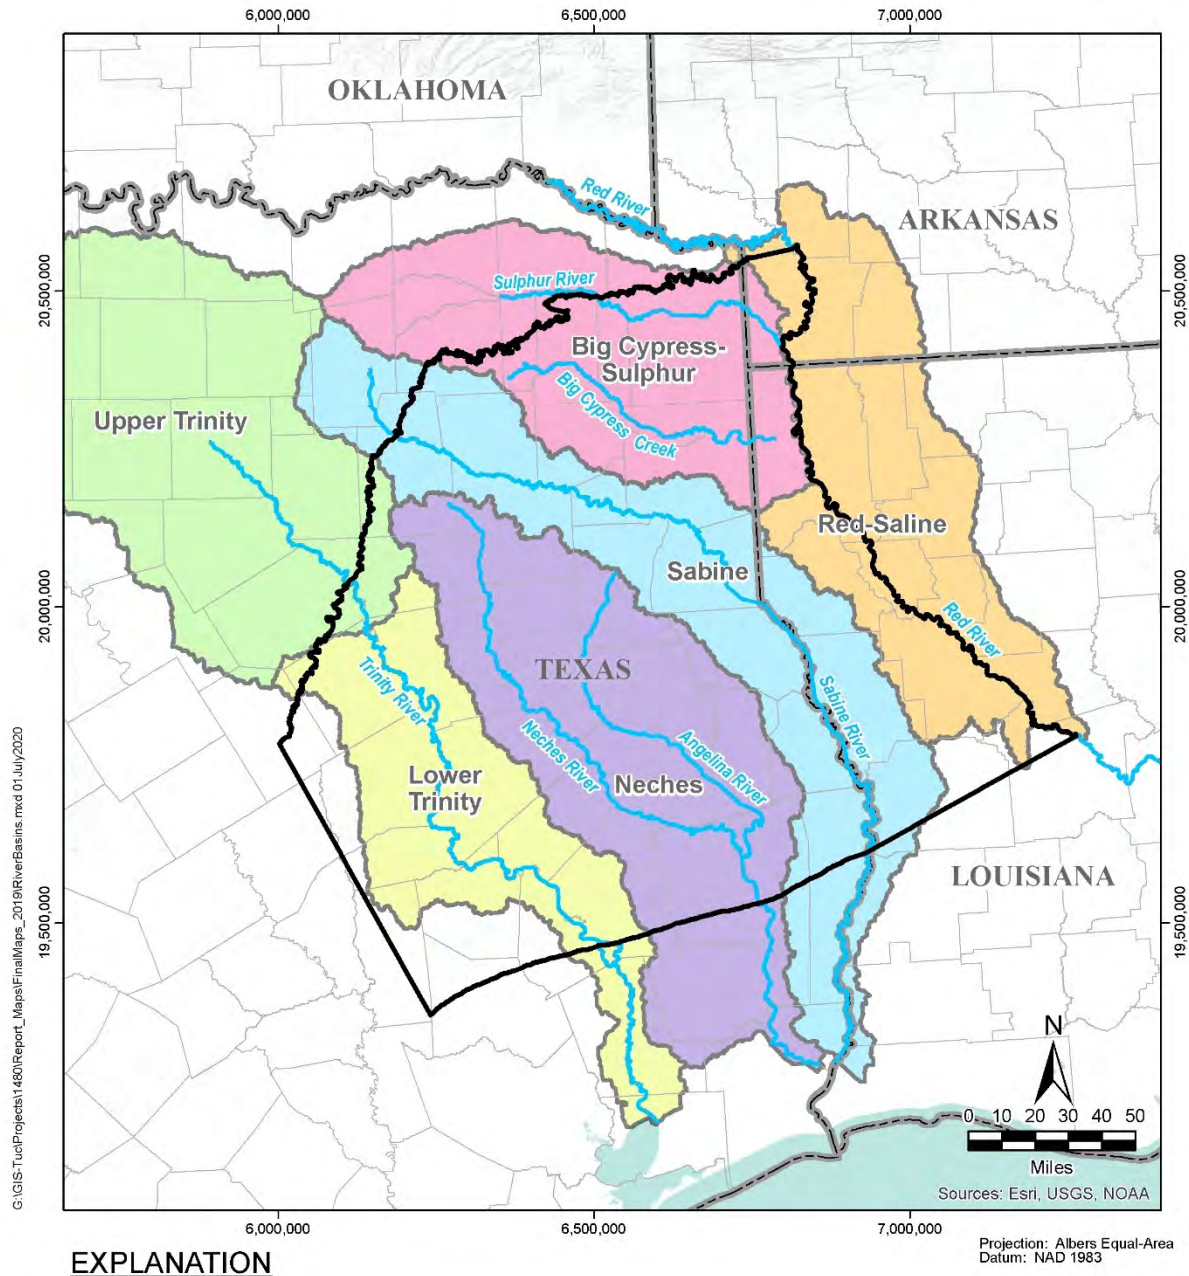 6,000,000
6,500,000
7,000,000
OKLAHOMA
Red River
ARKANSAS
20,500,000
20,500,000
Sulphur River
Big Cypress-
Sulphur
Big Cypress Creek
Upper Trinity
Red-Saline
Sabine
20,000,000
20,000,000
Red River
TEXAS
Trinity River
Sabine River
Neches River
Angelina River
Lower
Trinity
Neches
LOUISIANA
19,500,000
19,500,000
G:\GIS-Tuc\Projects\1480\Report_Maps\FinalMaps_2019\RiverBasins.mxd 01July2020
N
0 10 20 30 40 50
Miles
Sources: Esri, USGS, NOAA
6,000,000
6,500,000
7,000,000
EXPLANATION
Projection: Albers Equal-Area
Datum: NAD 1983